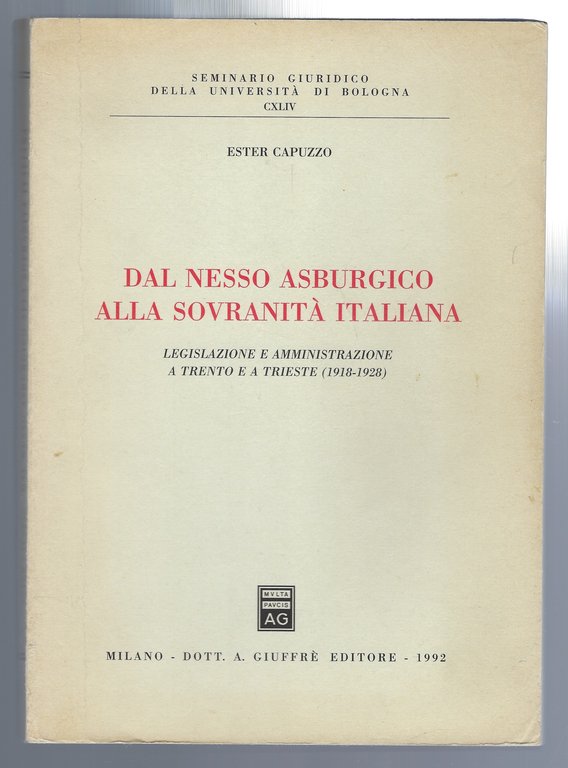 SEMINARIO GIURIDICO
DELLA UNIVERSITÀ DI BOLOGNA
CXLIV
ESTER CAPUZZO
DAL NESSO ASBURGICO
ALLA SOVRANITÀ ITALIANA
LEGISLAZIONE E AMMINISTRAZIONE
A TRENTO E A TRIESTE (1918-1928)
MVLTA
PAVCIS
AG
MILANO - DOTT. A. GIUFFRÈ EDITORE - 1992